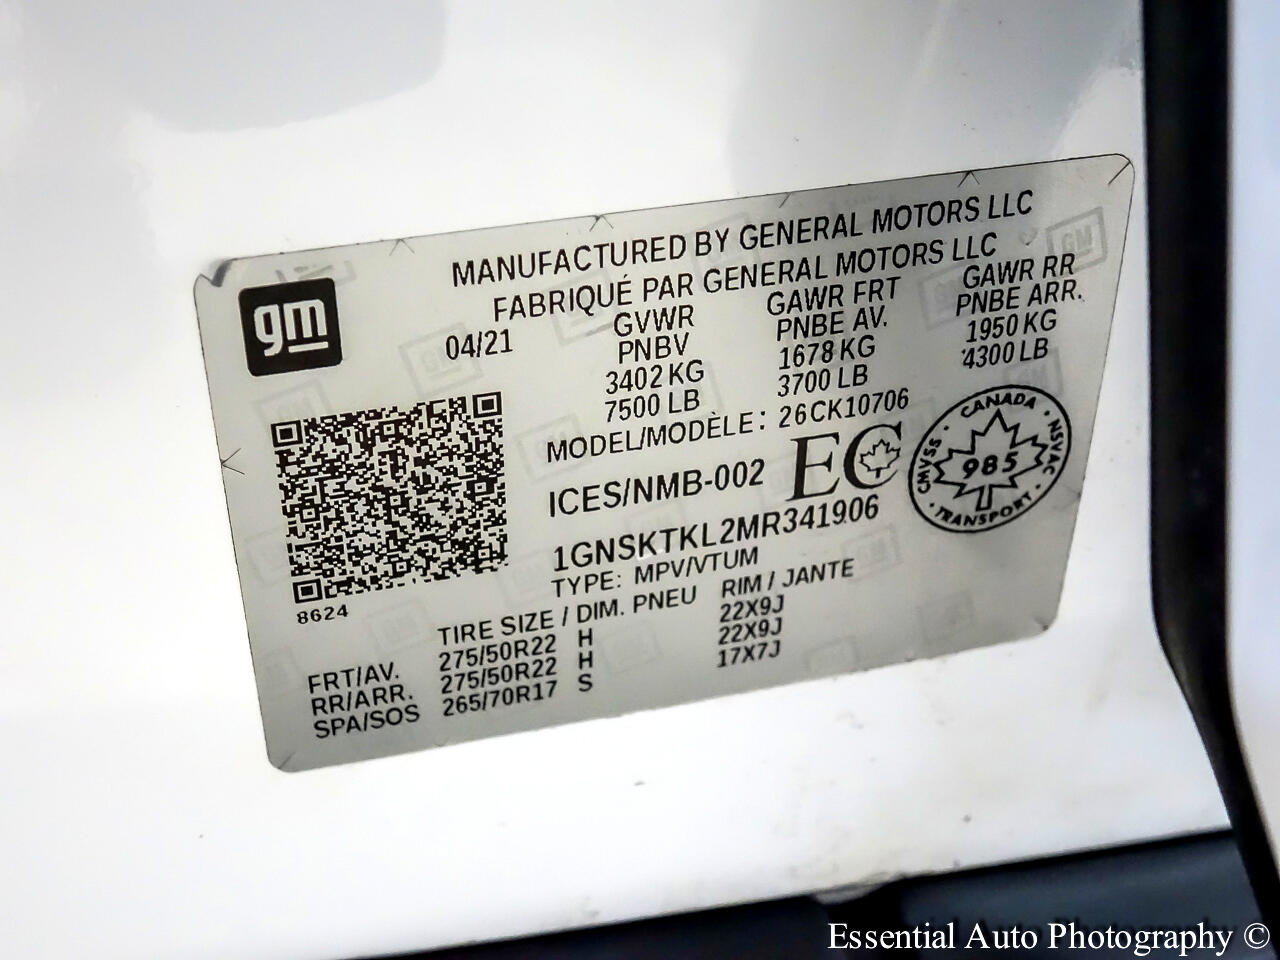 MANUFACTURED BY GENERAL MOTORS LLC
FABRIQUÉ PAR GENERAL MOTORS LLC
gm
04/21 GVWR GAWR FRT GAWR RR
PNBV PNBE AV. PNBE ARR.
3402 KG 1678 KG 1950 KG
7500 LB 3700 LB 4300 LB
MODEL/MODÈLE: 26CK10706
ICES/NMB-002 EC
CANADA
CMVSS 985 NSVAC
TRANSPORT
1GNSKTKL2MR341906
TYPE: MPV/VTUM
8624
TIRE SIZE / DIM. PNEU RIM / JANTE
FRT/AV. 275/50R22 H 22X9J
RR/ARR. 275/50R22 H 22X9J
SPA/SOS 265/70R17 S 17X7J
Essential Auto Photography ©